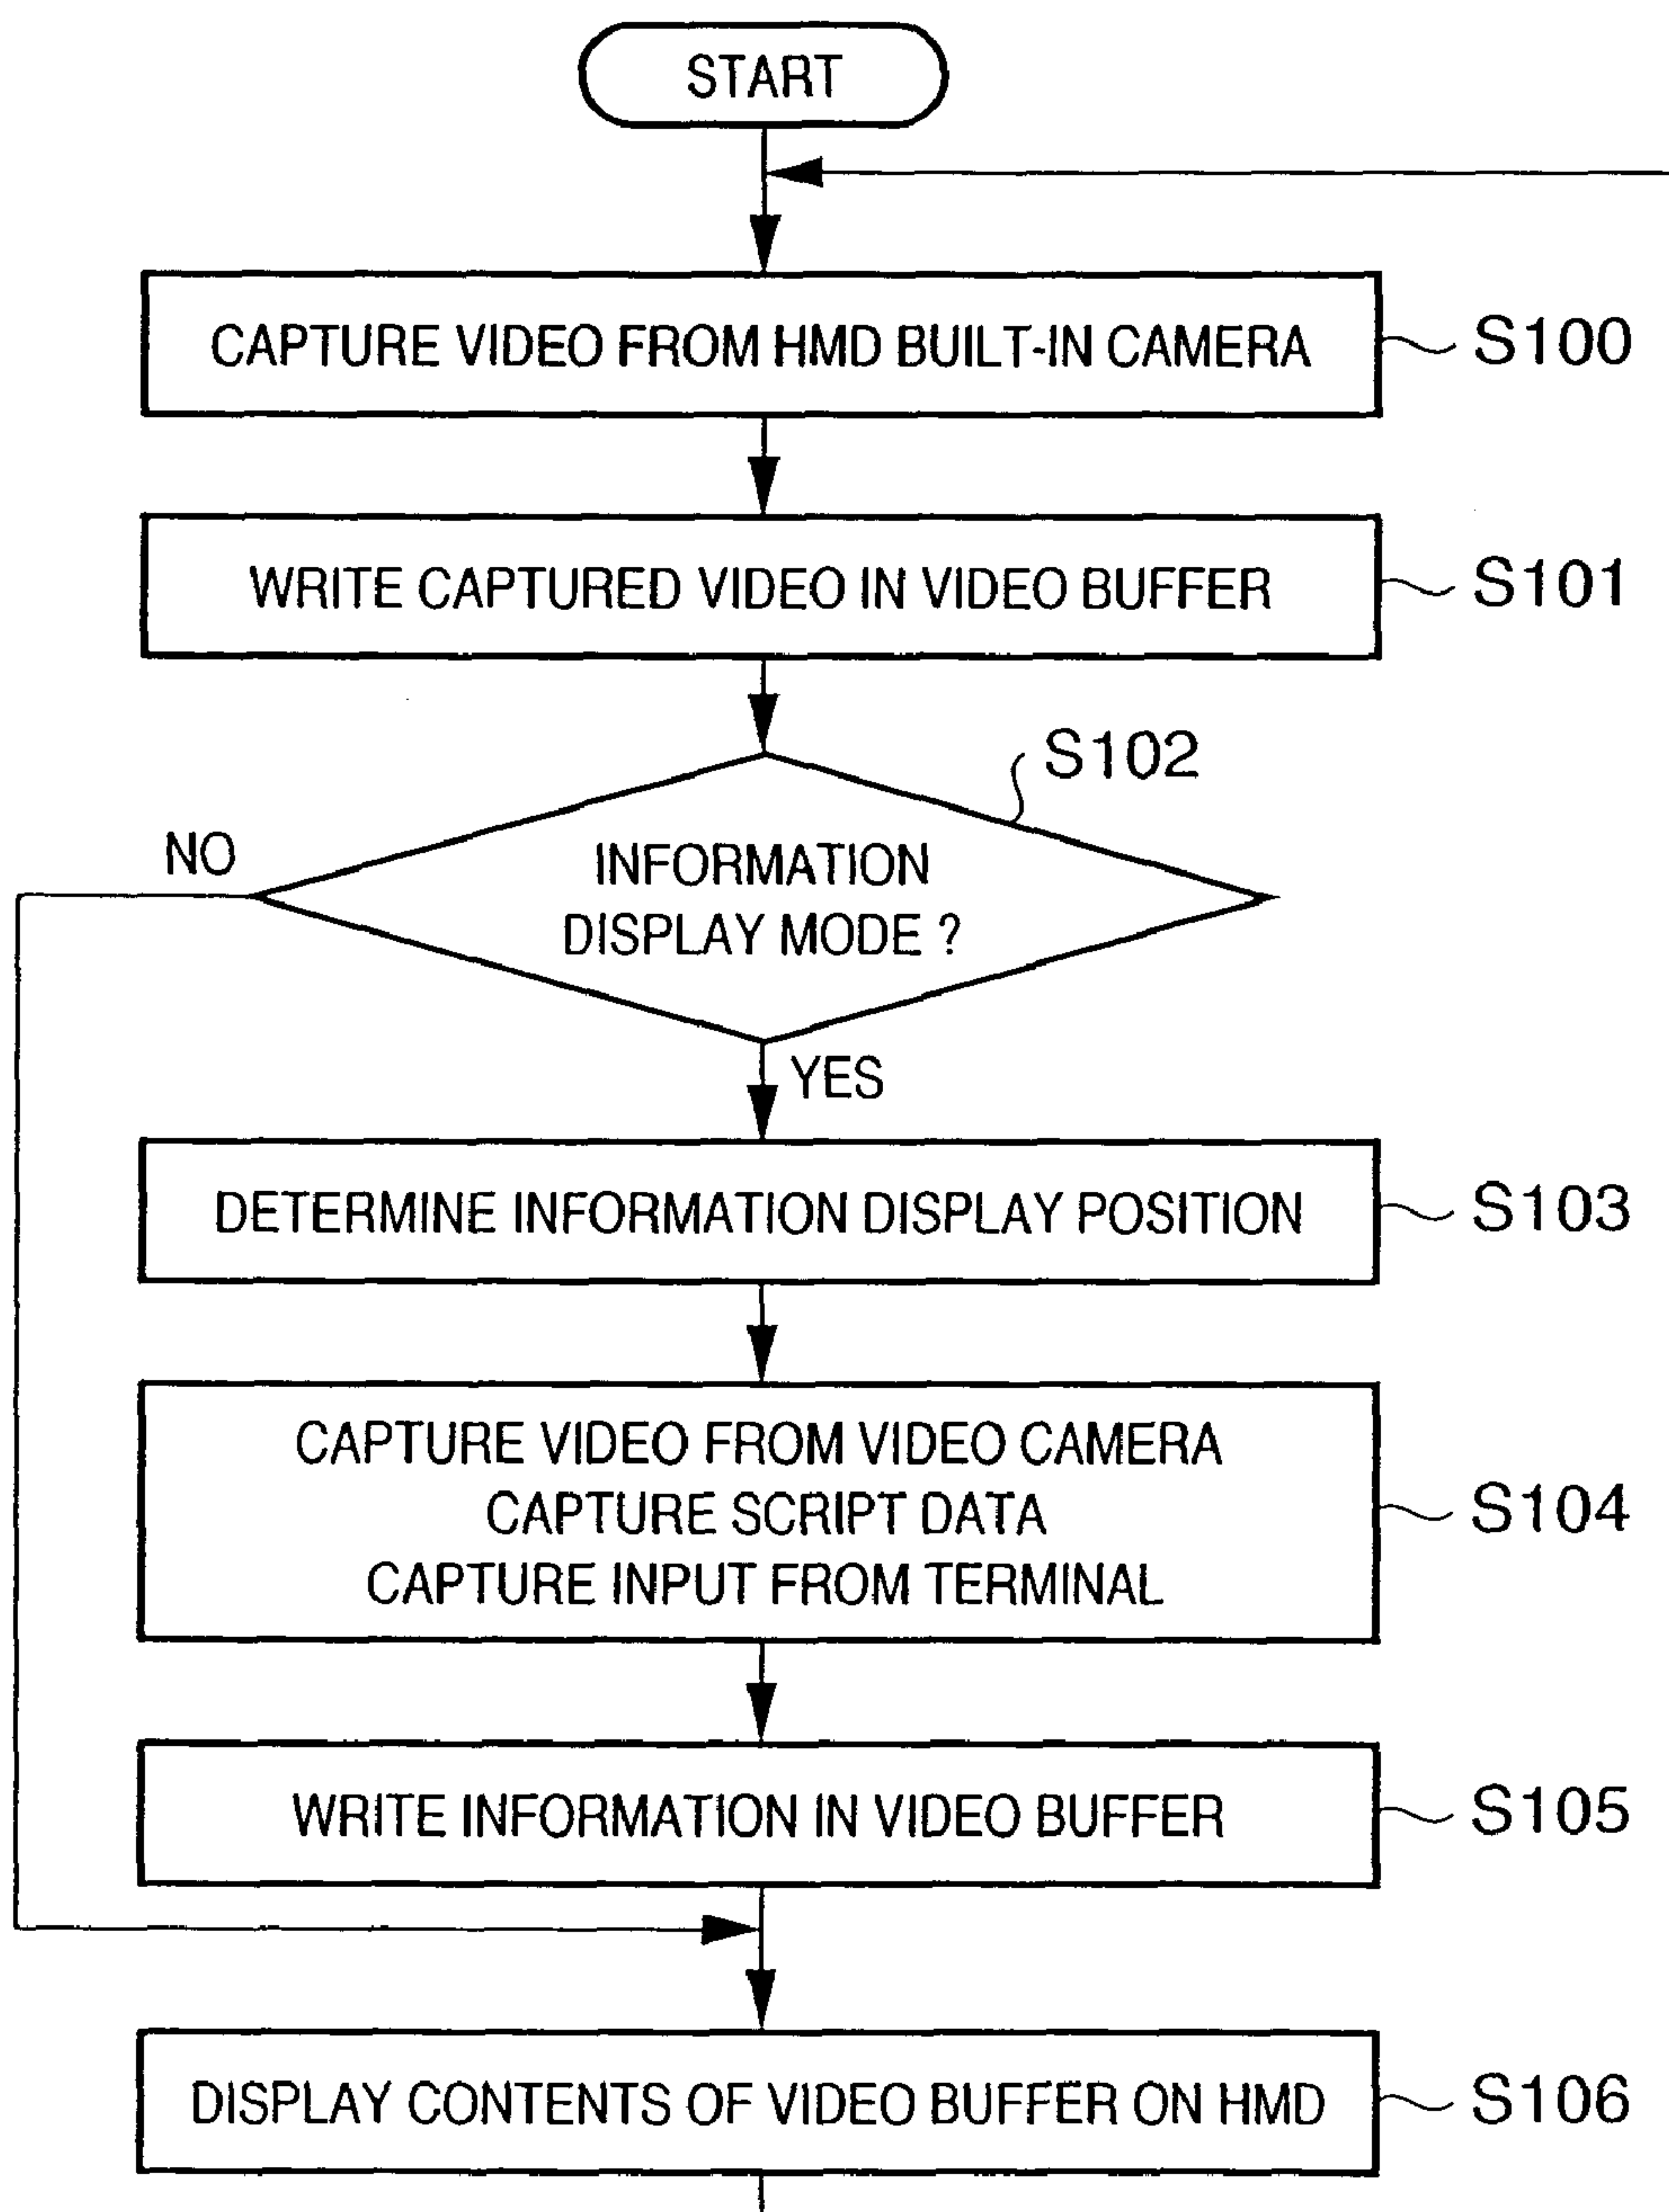 START
CAPTURE VIDEO FROM HMD BUILT-IN CAMERA
S100
WRITE CAPTURED VIDEO IN VIDEO BUFFER
S101
S102
NO
INFORMATION
DISPLAY MODE ?
YES
DETERMINE INFORMATION DISPLAY POSITION
S103
CAPTURE VIDEO FROM VIDEO CAMERA
CAPTURE SCRIPT DATA
CAPTURE INPUT FROM TERMINAL
S104
WRITE INFORMATION IN VIDEO BUFFER
S105
DISPLAY CONTENTS OF VIDEO BUFFER ON HMD
S106